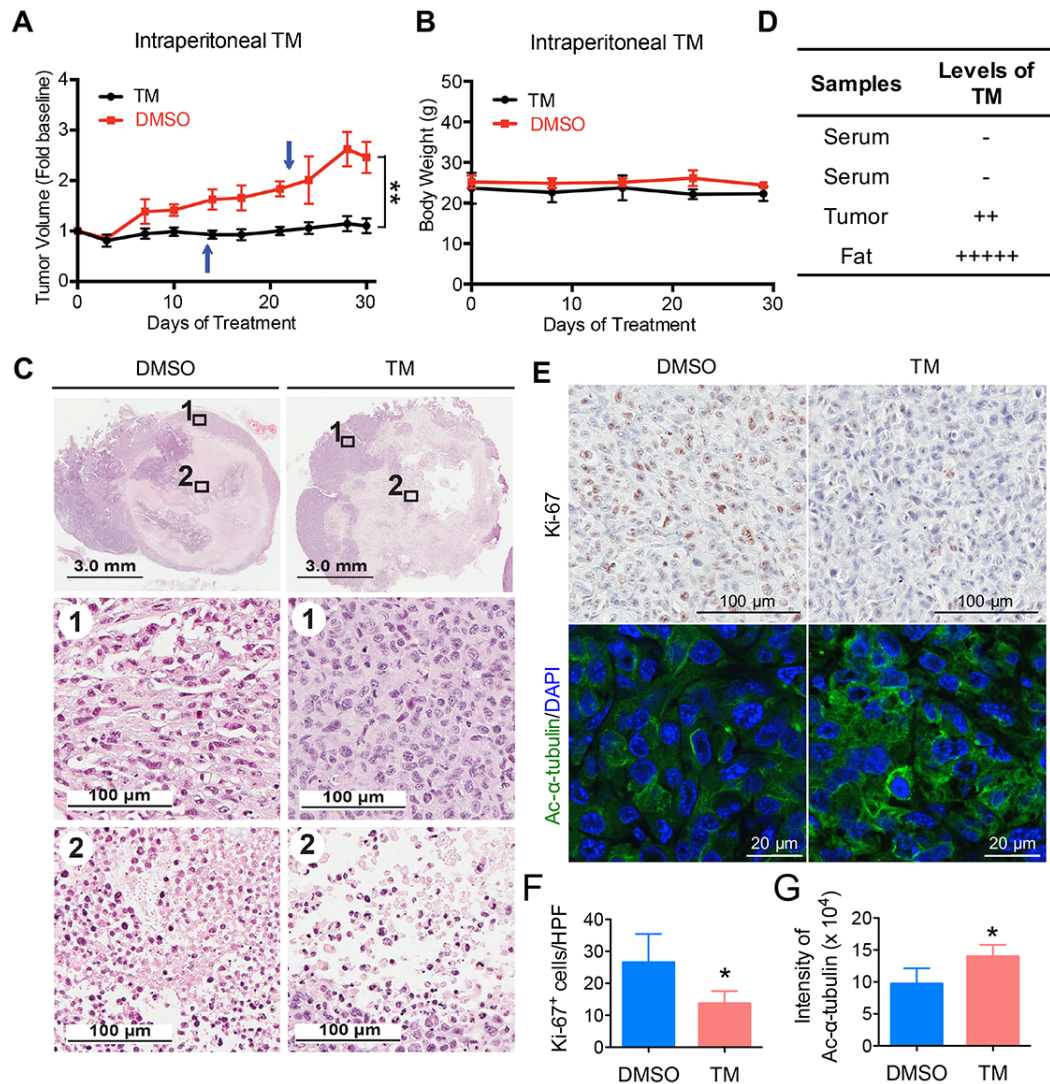 A
Intraperitoneal TM
Tumor Volume (Fold baseline)
4
3
2
1
0
TM
DMSO
**
0 10 20 30
Days of Treatment
B
Intraperitoneal TM
Body Weight (g)
50
40
30
20
10
0
TM
DMSO
0 10 20 30
Days of Treatment
D
Samples Levels of
TM
Serum -
Serum -
Tumor ++
Fat +++++
C
DMSO TM
1 1
2 2
3.0 mm 3.0 mm
1 1
100 µm 100 µm
2 2
100 µm 100 µm
E
DMSO TM
Ki-67
100 µm 100 µm
Ac-α-tubulin/DAPI
20 µm 20 µm
F
Ki-67+ cells/HPF
40
30
20
10
0
*
DMSO TM
G
Intensity of
Ac-α-tubulin (x 10⁴)
20
15
10
5
0
*
DMSO TM